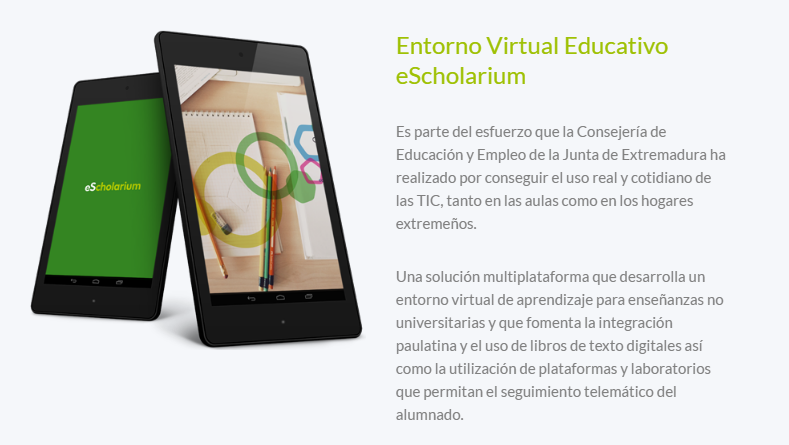 eScholarium
Entorno Virtual Educativo
eScholarium
Es parte del esfuerzo que la Consejería de
Educación y Empleo de la Junta de Extremadura ha
realizado por conseguir el uso real y cotidiano de
las TIC, tanto en las aulas como en los hogares
extremeños.
Una solución multiplataforma que desarrolla un
entorno virtual de aprendizaje para enseñanzas no
universitarias y que fomenta la integración
paulatina y el uso de libros de texto digitales así
como la utilización de plataformas y laboratorios
que permitan el seguimiento telemático del
alumnado.